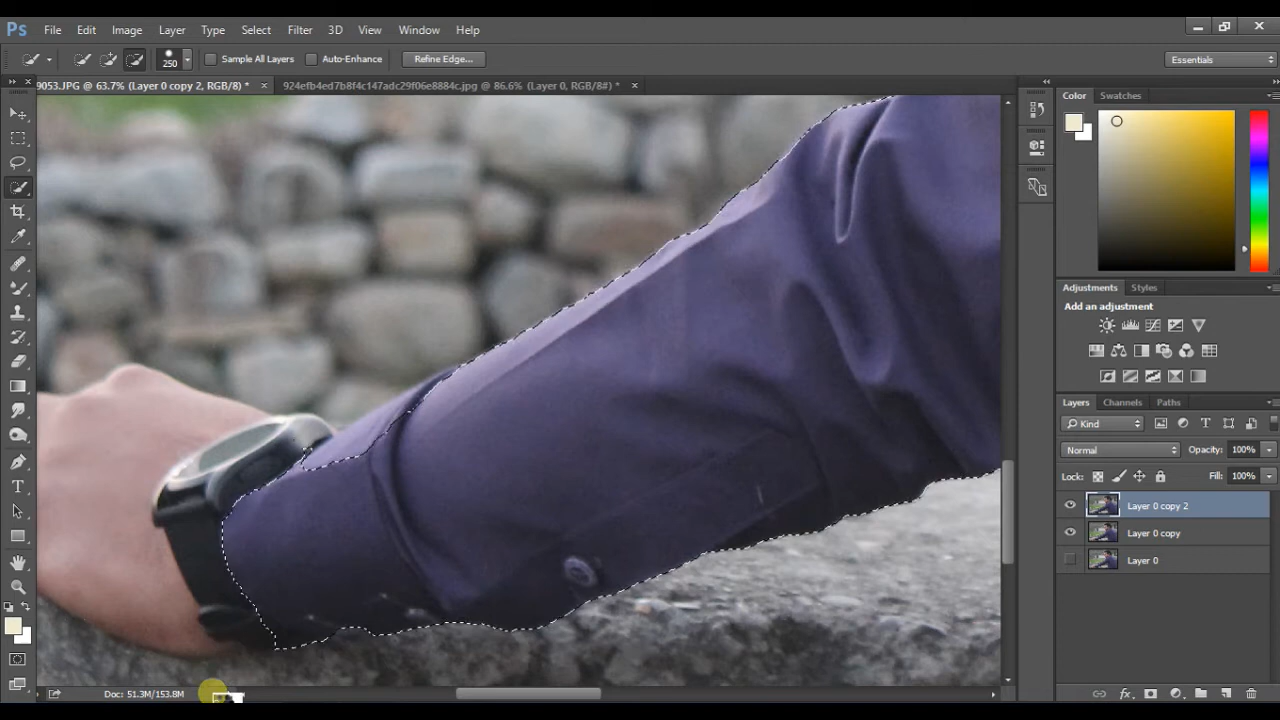 Ps File Edit Image Layer Type Select Filter 3D View Window Help
250 Sample All Layers Auto-Enhance Refine Edge... Essentials
9053.JPG @ 63.7% (Layer 0 copy 2, RGB/8) * 924efb4ed7b8f4c147adc29f06e8884c.jpg @ 86.6% (Layer 0, RGB/8#) *
Color Swatches
Adjustments Styles
Add an adjustment
Layers Channels Paths
Kind
Normal Opacity: 100%
Lock: Fill: 100%
Layer 0 copy 2
Layer 0 copy
Layer 0
Doc: 51.3M/153.8M